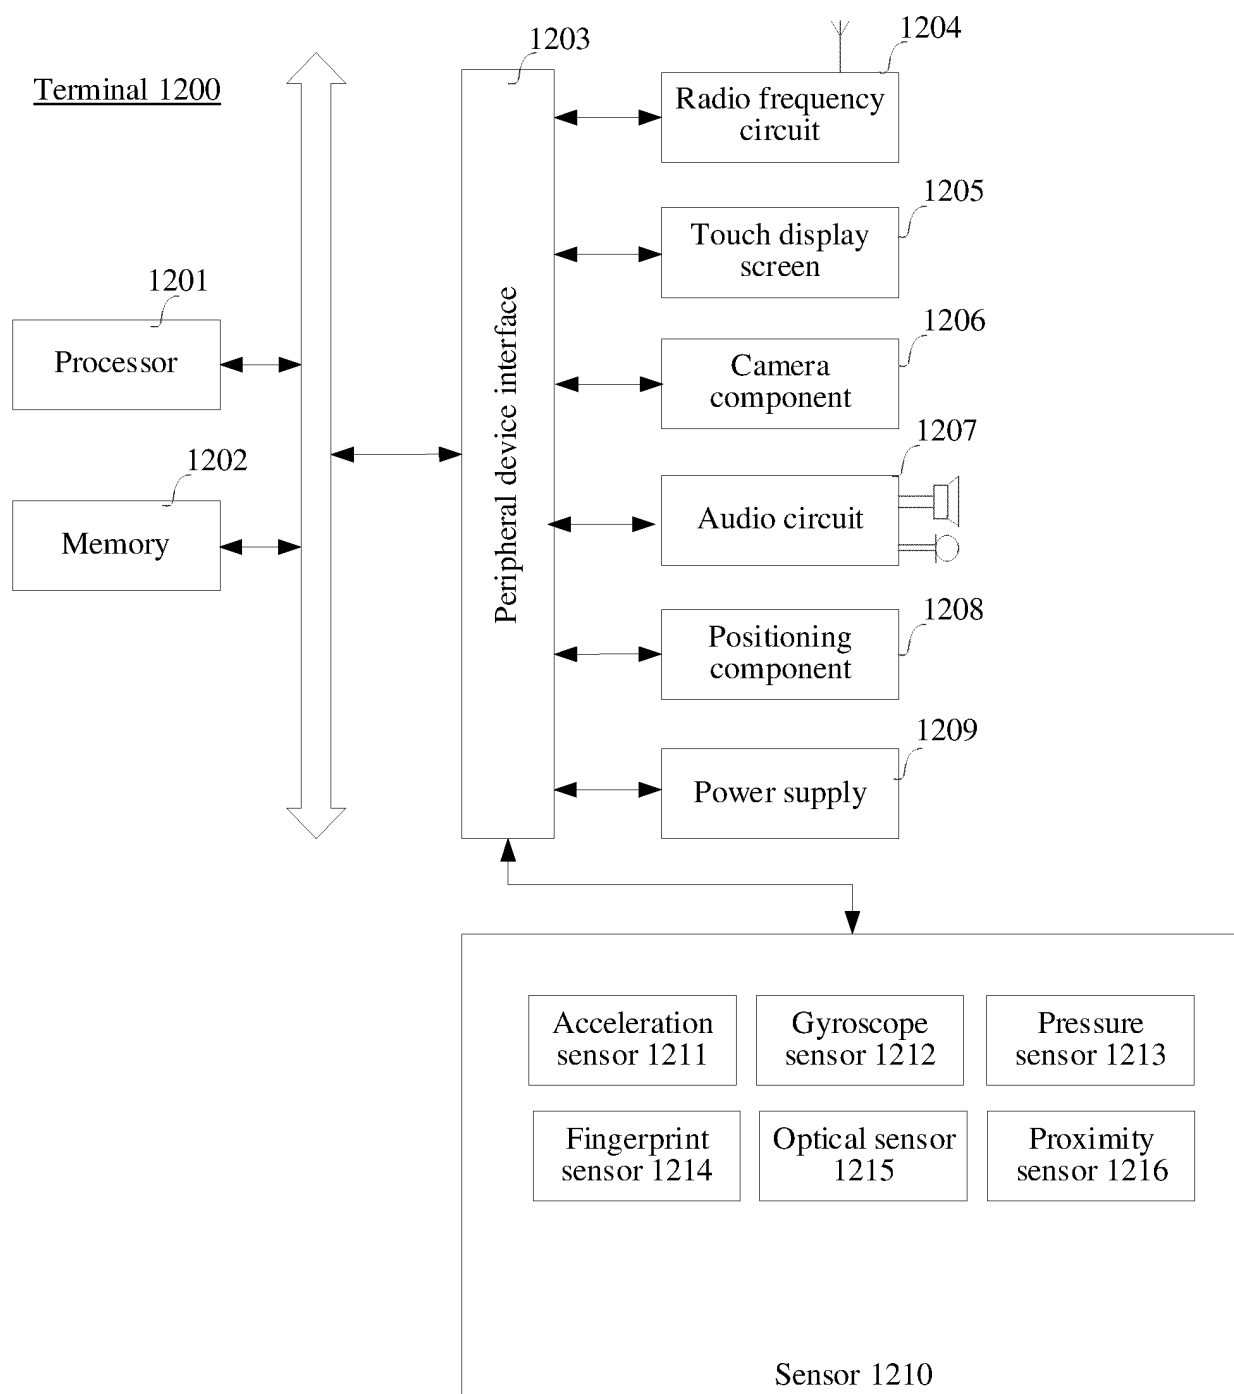 Terminal 1200
1203
1204
Radio frequency
circuit
1205
Touch display
screen
1201
Processor
1206
Camera
component
1202
Memory
Peripheral device interface
1207
Audio circuit
1208
Positioning
component
1209
Power supply
Acceleration
sensor 1211
Gyroscope
sensor 1212
Pressure
sensor 1213
Fingerprint
sensor 1214
Optical sensor
1215
Proximity
sensor 1216
Sensor 1210